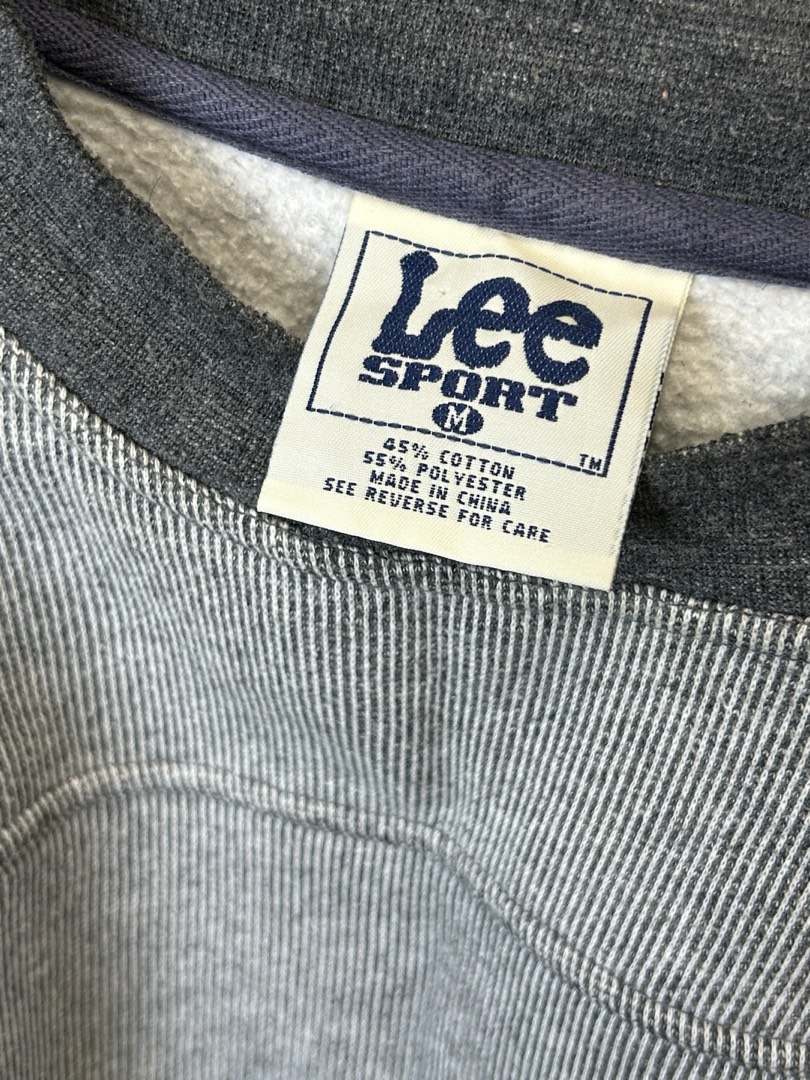 Lee
SPORT
M
TM
45% COTTON
55% POLYESTER
MADE IN CHINA
SEE REVERSE FOR CARE